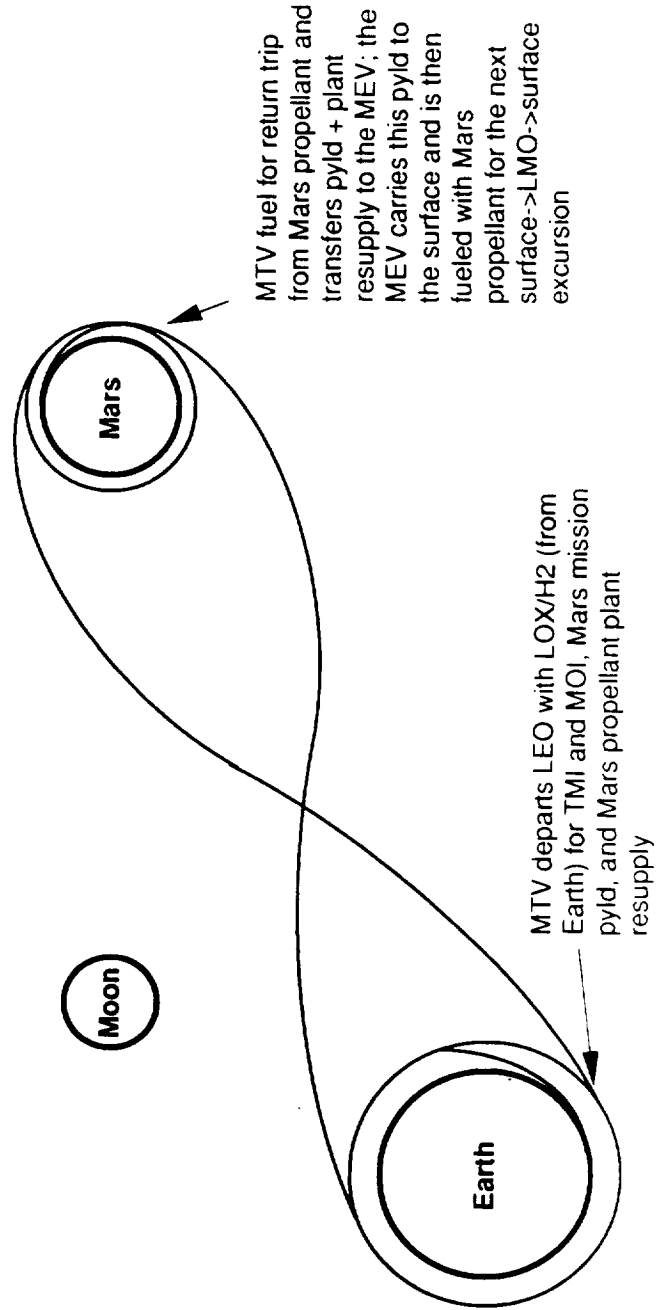 Moon
Mars
Earth
MTV fuel for return trip
from Mars propellant and
transfers pyld + plant
resupply to the MEV; the
MEV carries this pyld to
the surface and is then
fueled with Mars
propellant for the next
surface->LMO->surface
excursion
MTV departs LEO with LOX/H2 (from
Earth) for TMI and MOI, Mars mission
pyld, and Mars propellant plant
resupply